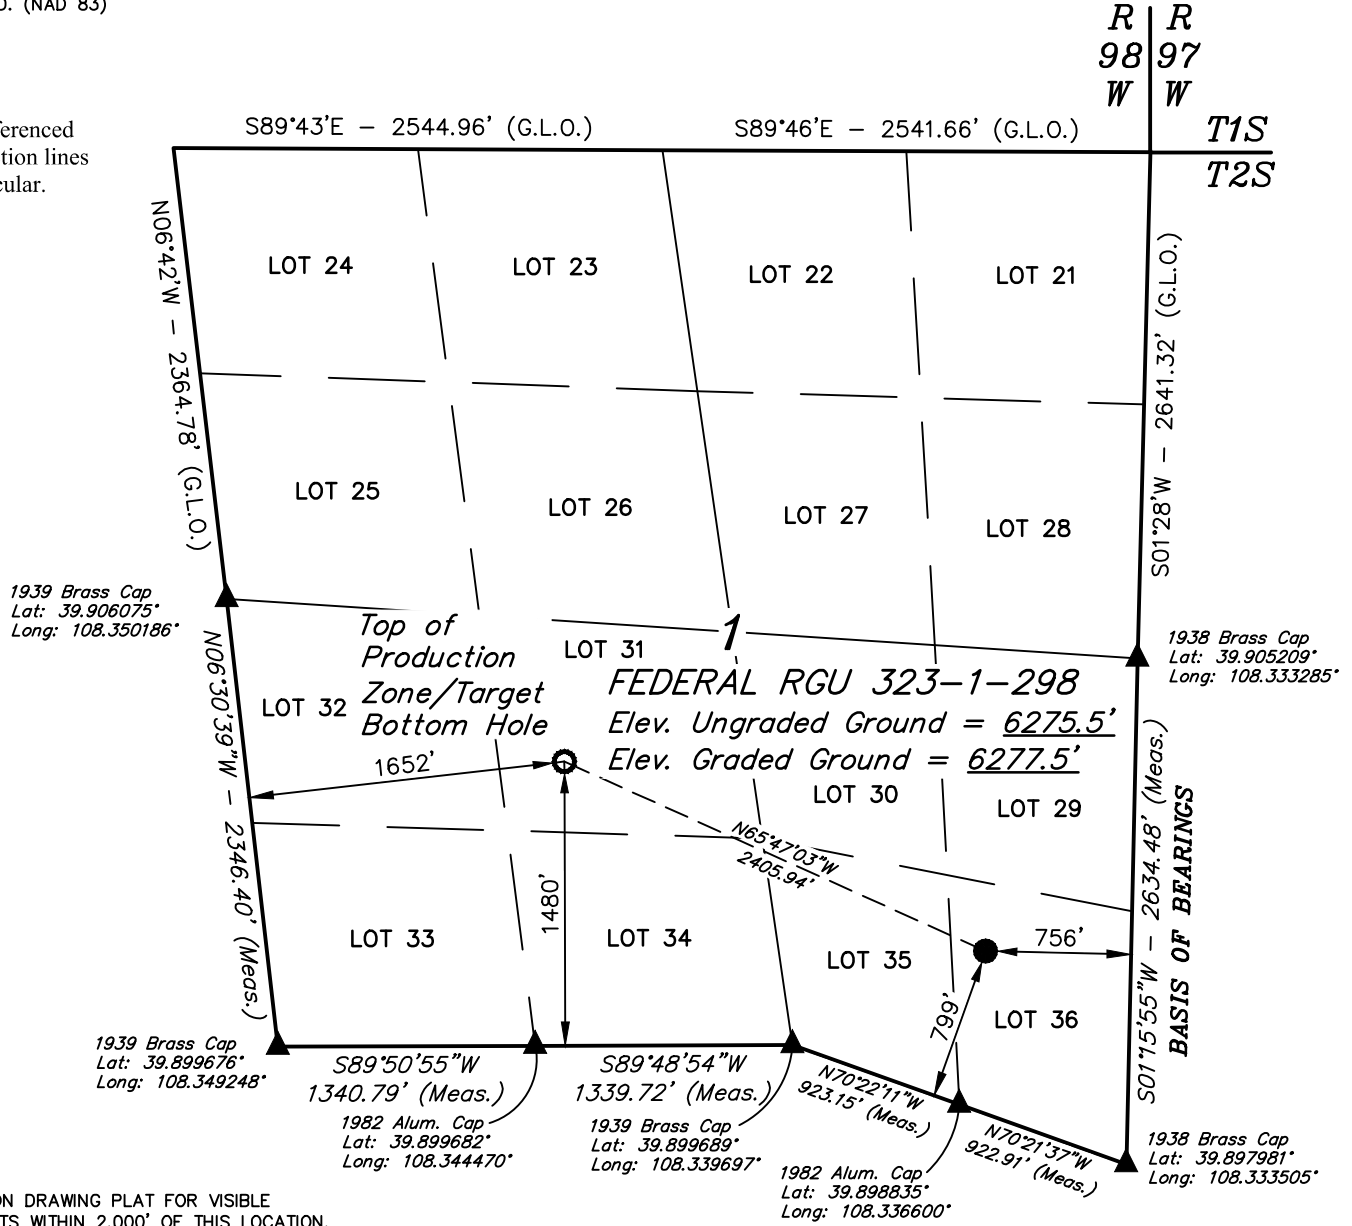 O. (NAD 83)
R R
98 97
W W
erenced
tion lines
cular.
S89°43'E - 2544.96' (G.L.O.)
S89°46'E - 2541.66' (G.L.O.)
T1S
T2S
N06°42'W - 2364.78' (G.L.O.)
LOT 24
LOT 23
LOT 22
LOT 21
S01°28'W - 2641.32' (G.L.O.)
LOT 25
LOT 26
LOT 27
LOT 28
1939 Brass Cap
Lat: 39.906075°
Long: 108.350186°
1938 Brass Cap
Lat: 39.905209°
Long: 108.333285°
1
Top of
Production
Zone/Target
Bottom Hole
LOT 31
LOT 32
FEDERAL RGU 323-1-298
Elev. Ungraded Ground = 6275.5'
Elev. Graded Ground = 6277.5'
N06°30'39"W - 2346.40' (Meas.)
1652'
LOT 30
LOT 29
S01°15'55"W - 2634.48' (Meas.)
BASIS OF BEARINGS
N65°47'03"W
2405.94'
1480'
LOT 33
LOT 34
LOT 35
756'
799'
LOT 36
1939 Brass Cap
Lat: 39.899676°
Long: 108.349248°
S89°50'55"W
1340.79' (Meas.)
S89°48'54"W
1339.72' (Meas.)
N70°22'11"W
923.15' (Meas.)
N70°21'37"W
922.91' (Meas.)
1982 Alum. Cap
Lat: 39.899682°
Long: 108.344470°
1939 Brass Cap
Lat: 39.899689°
Long: 108.339697°
1982 Alum. Cap
Lat: 39.898835°
Long: 108.336600°
1938 Brass Cap
Lat: 39.897981°
Long: 108.333505°
ON DRAWING PLAT FOR VISIBLE
TS WITHIN 2,000' OF THIS LOCATION.